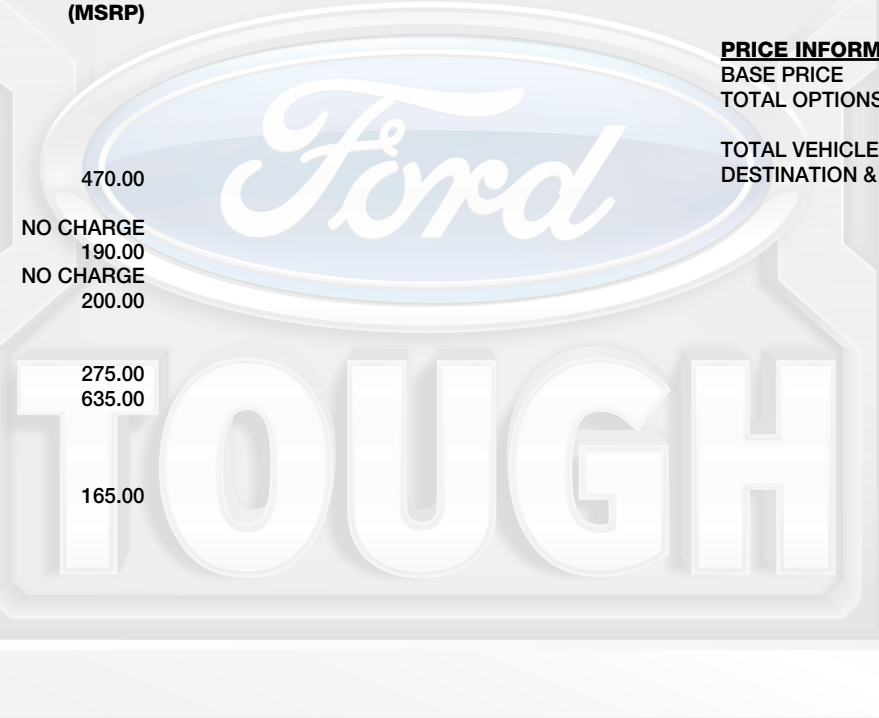 (MSRP)
470.00
NO CHARGE
190.00
NO CHARGE
200.00
275.00
635.00
165.00
PRICE INFORM
BASE PRICE
TOTAL OPTIONS
TOTAL VEHICLE
DESTINATION &
Ford
TOUGH